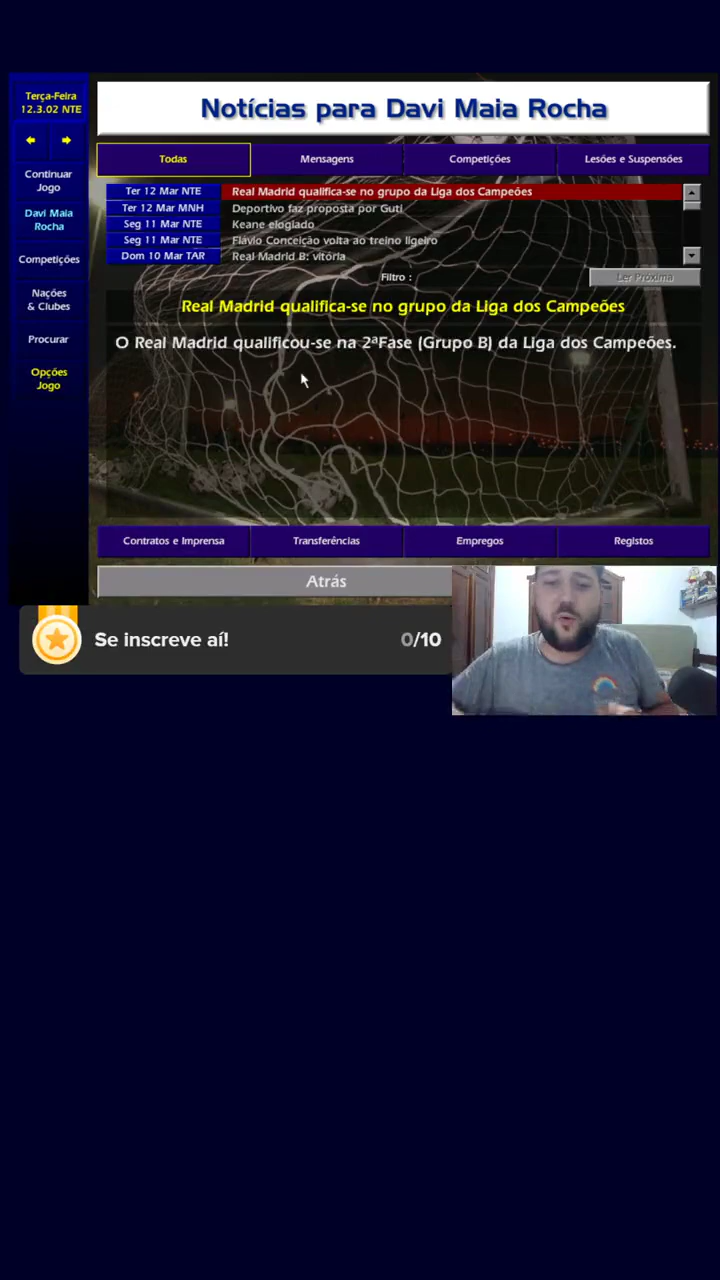 Terça-Feira
12.3.02 NTE
Continuar
Jogo
Davi Maia
Rocha
Competições
Nações
& Clubes
Procurar
Opções
Jogo
Notícias para Davi Maia Rocha
Todas
Mensagens
Competições
Lesões e Suspensões
Ter 12 Mar NTE Real Madrid qualifica-se no grupo da Liga dos Campeões
Ter 12 Mar MNH Deportivo faz proposta por Guti
Seg 11 Mar NTE Keane elogiado
Seg 11 Mar NTE Flávio Conceição volta ao treino ligeiro
Dom 10 Mar TAR Real Madrid B: vitória
Filtro :
Ler Próxima
Real Madrid qualifica-se no grupo da Liga dos Campeões
O Real Madrid qualificou-se na 2ªFase (Grupo B) da Liga dos Campeões.
Contratos e Imprensa
Transferências
Empregos
Registos
Atrás
Se inscreve aí! 0/10